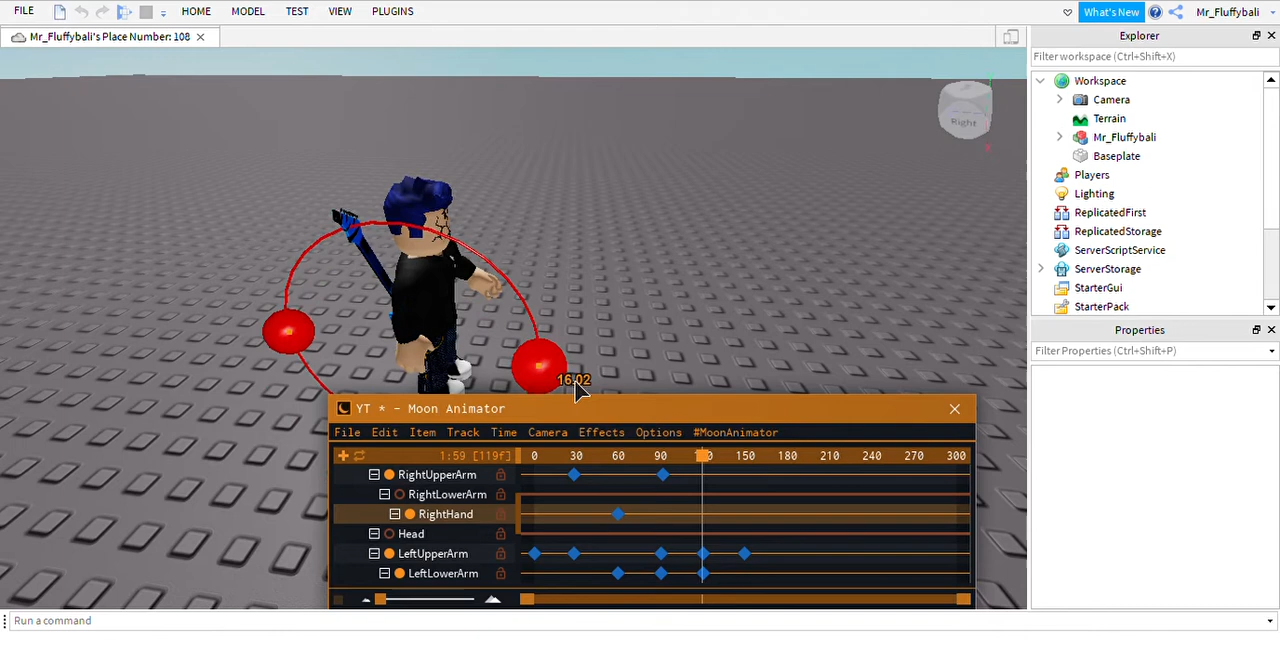 FILE HOME MODEL TEST VIEW PLUGINS What's New Mr_Fluffybali
Mr_Fluffybali's Place Number: 108
Explorer
Filter workspace (Ctrl+Shift+X)
Workspace
Camera
Terrain
Mr_Fluffybali
Baseplate
Players
Lighting
ReplicatedFirst
ReplicatedStorage
ServerScriptService
ServerStorage
StarterGui
StarterPack
Properties
Filter Properties (Ctrl+Shift+P)
Right
16:02
YT * - Moon Animator
File Edit Item Track Time Camera Effects Options #MoonAnimator
1:59 [119f] 0 30 60 90 150 180 210 240 270 300
RightUpperArm
RightLowerArm
RightHand
Head
LeftUpperArm
LeftLowerArm
Run a command